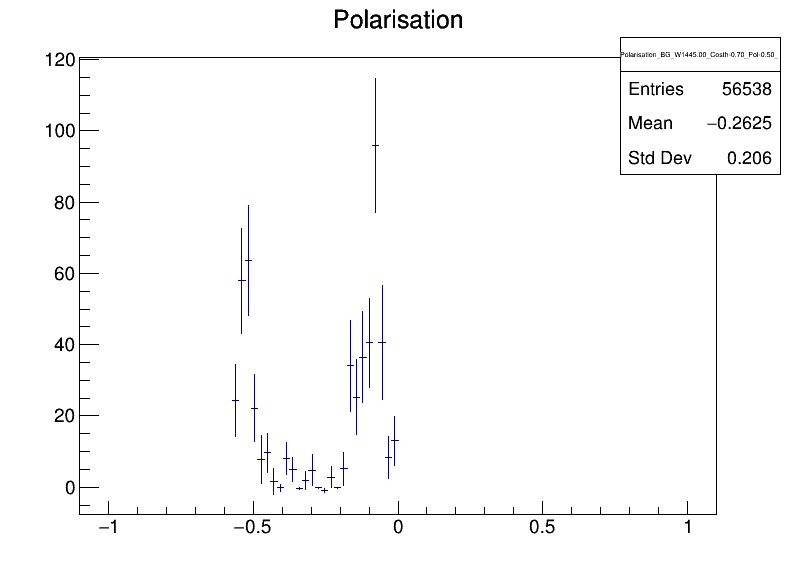 Polarisation
Polarisation_BG_W1445.00_Costh-0.70_Pol-0.50_
Entries 56538
Mean −0.2625
Std Dev 0.206
120
100
80
60
40
20
0
−1 −0.5 0 0.5 1